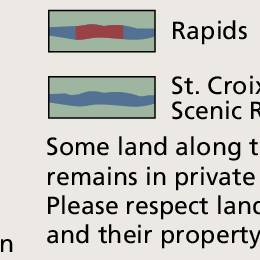 Rapids
St. Croix
Scenic R
Some land along t
remains in private
Please respect land
and their property
n